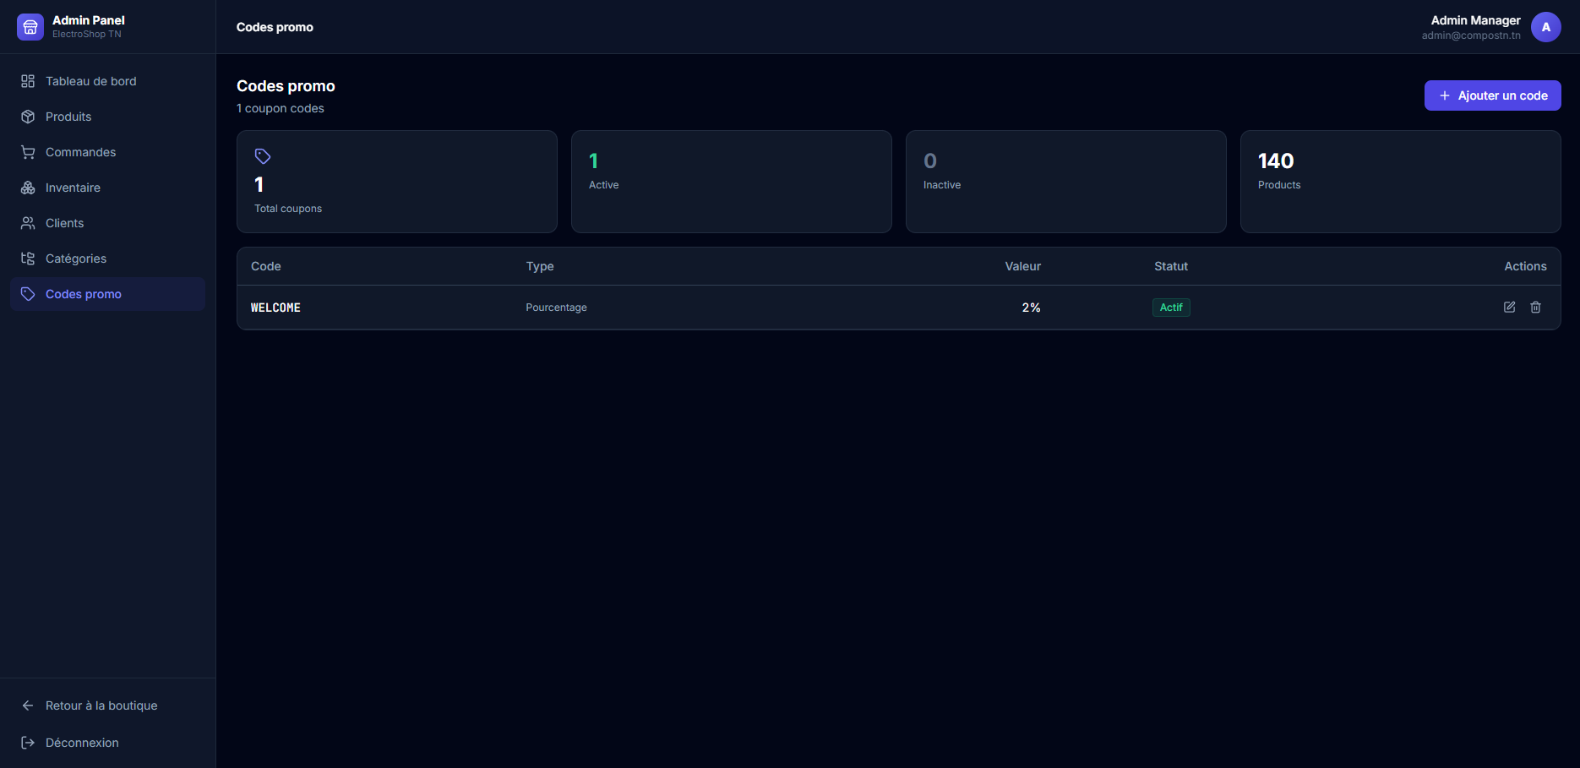 Admin Panel
ElectroShop TN
Codes promo
Admin Manager
admin@compostn.tn
A
Tableau de bord
Produits
Commandes
Inventaire
Clients
Catégories
Codes promo
Retour à la boutique
Déconnexion
Codes promo
1 coupon codes
+ Ajouter un code
1
Total coupons
1
Active
0
Inactive
140
Products
Code Type Valeur Statut Actions
WELCOME Pourcentage 2% Actif